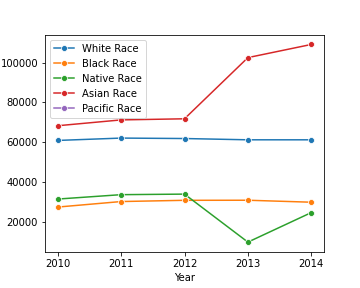 100000
80000
60000
40000
20000
White Race
Black Race
Native Race
Asian Race
Pacific Race
2010 2011 2012 2013 2014
Year